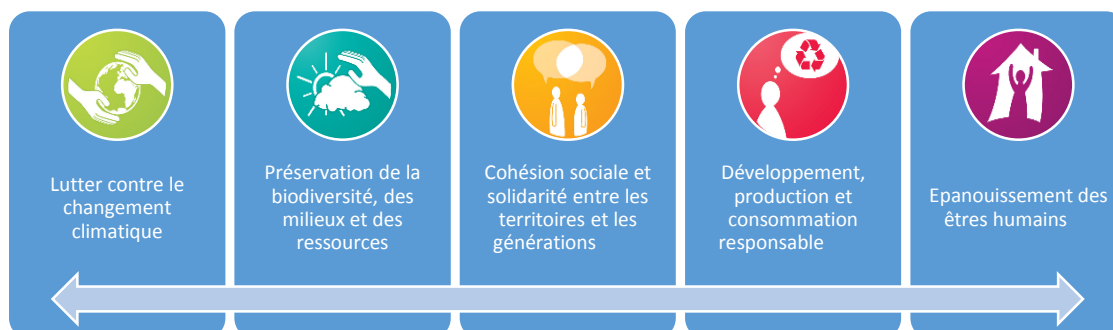 Lutter contre le
changement
climatique
Préservation de la
biodiversité, des
milieux et des
ressources
Cohésion sociale et
solidarité entre les
territoires et les
générations
Développement,
production et
consommation
responsable
Epanouissement des
êtres humains